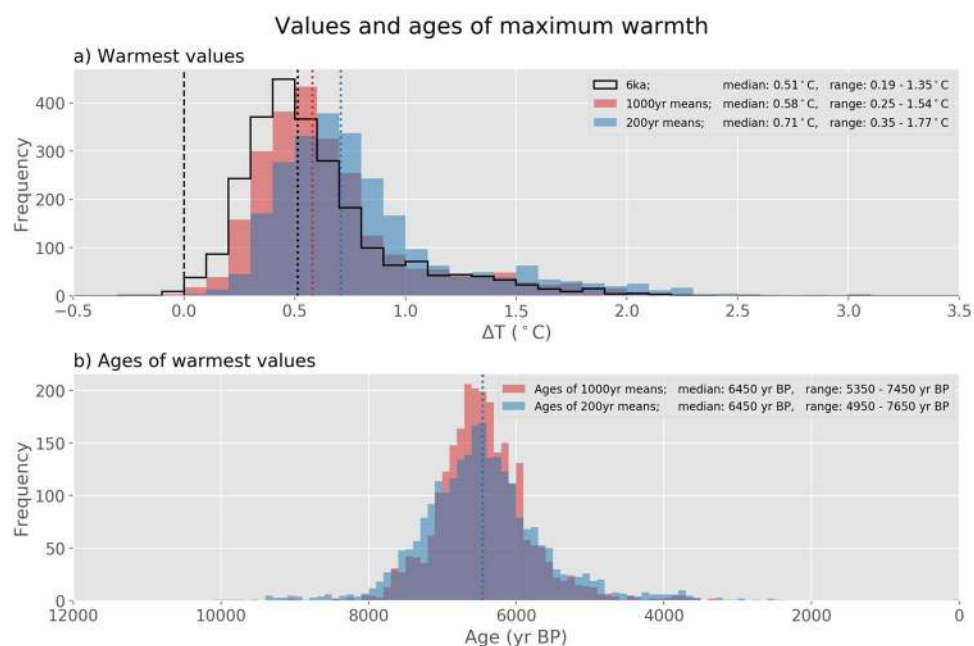 Values and ages of maximum warmth
a) Warmest values
6ka; median: 0.51°C, range: 0.19 - 1.35°C
1000yr means; median: 0.58°C, range: 0.25 - 1.54°C
200yr means; median: 0.71°C, range: 0.35 - 1.77°C
Frequency
400
300
200
100
0
−0.5 0.0 0.5 1.0 1.5 2.0 2.5 3.0 3.5
ΔT (°C)
b) Ages of warmest values
Ages of 1000yr means; median: 6450 yr BP, range: 5350 - 7450 yr BP
Ages of 200yr means; median: 6450 yr BP, range: 4950 - 7650 yr BP
Frequency
200
150
100
50
0
12000 10000 8000 6000 4000 2000 0
Age (yr BP)